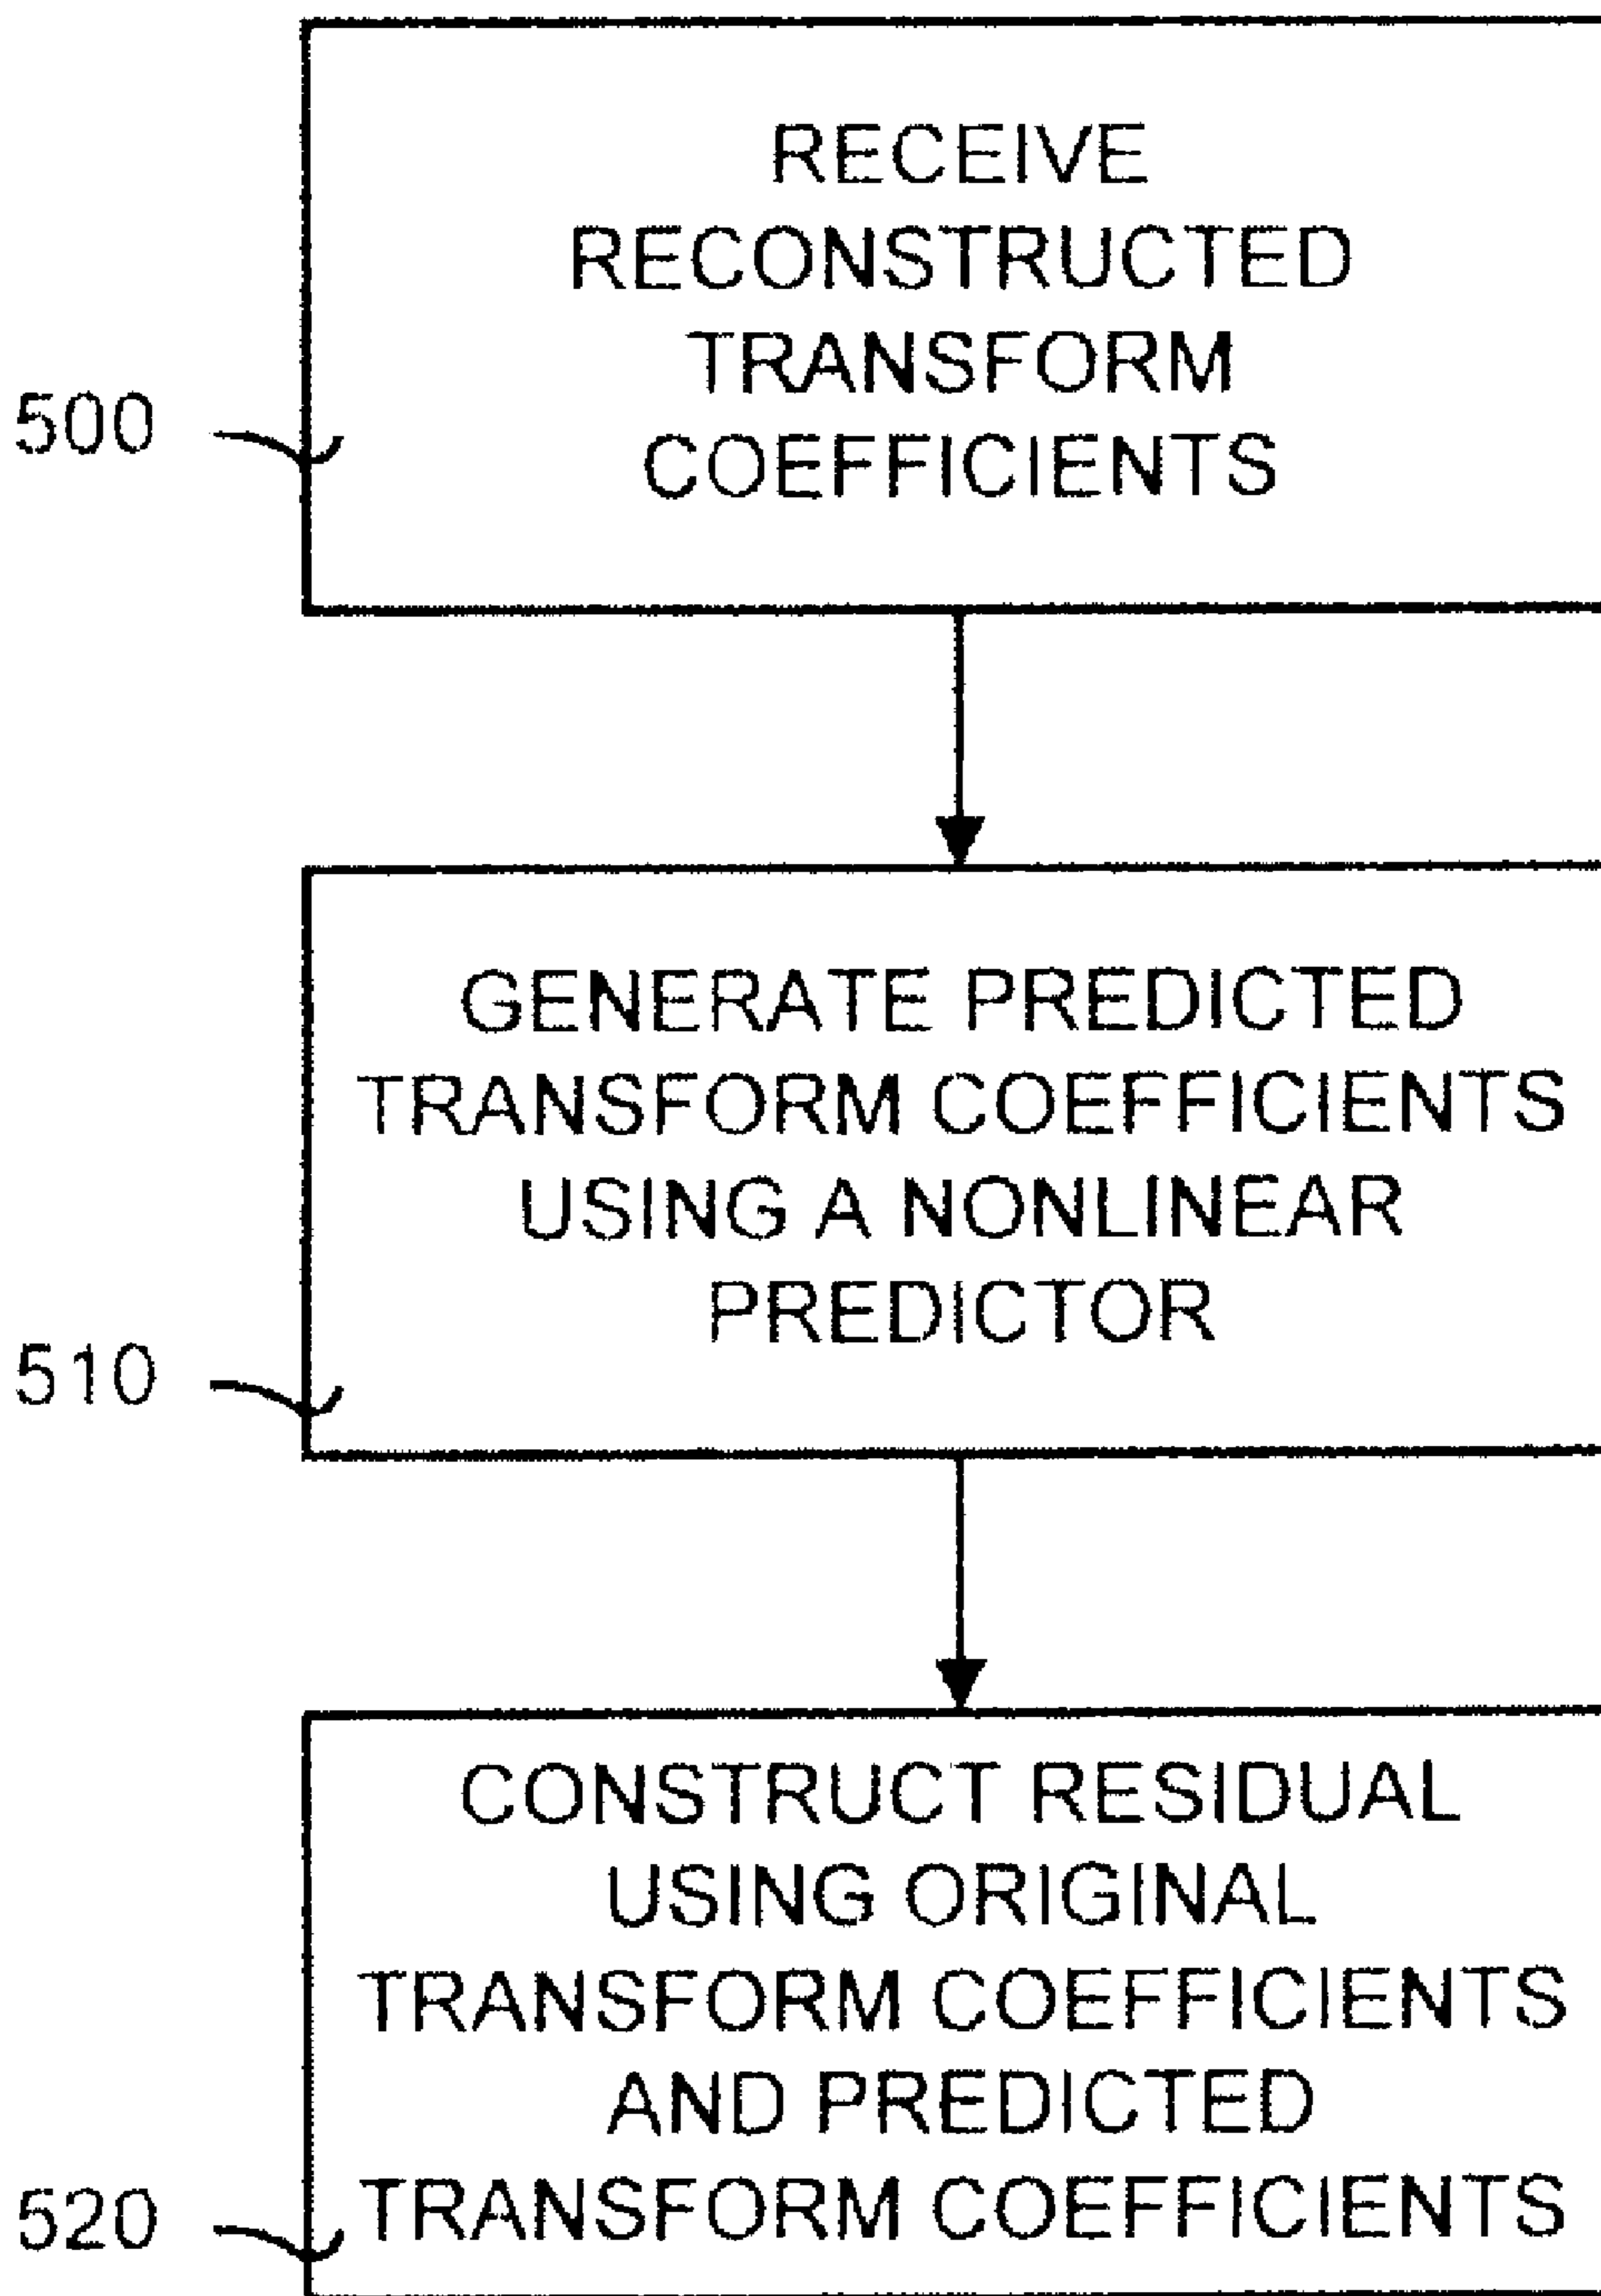 RECEIVE
RECONSTRUCTED
TRANSFORM
COEFFICIENTS
500
GENERATE PREDICTED
TRANSFORM COEFFICIENTS
USING A NONLINEAR
PREDICTOR
510
CONSTRUCT RESIDUAL
USING ORIGINAL
TRANSFORM COEFFICIENTS
AND PREDICTED
TRANSFORM COEFFICIENTS
520